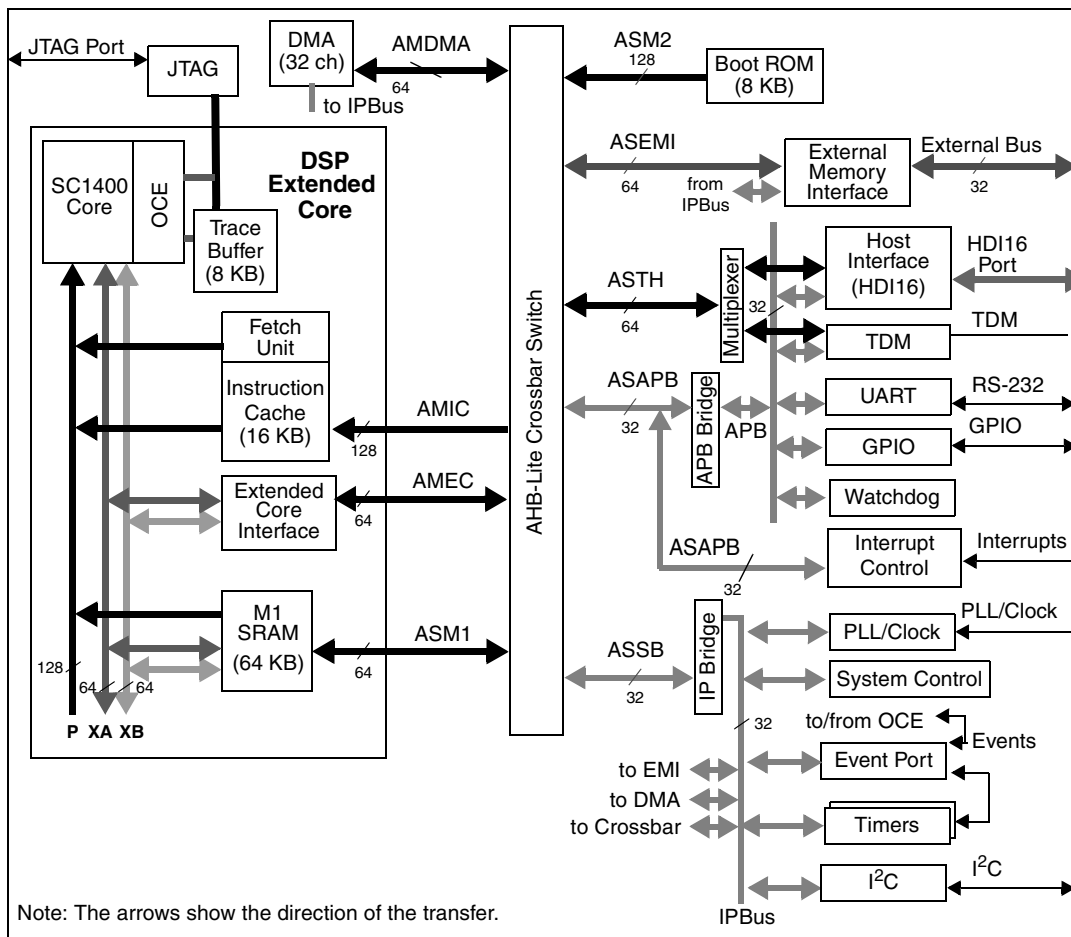 JTAG Port
JTAG
DMA
(32 ch)
to IPBus
AMDMA
64
DSP
Extended
Core
SC1400
Core
OCE
Trace
Buffer
(8 KB)
Fetch
Unit
Instruction
Cache
(16 KB)
AMIC
128
Extended
Core
Interface
AMEC
64
M1
SRAM
(64 KB)
ASM1
64
128
64
64
P
XA
XB
AHB-Lite Crossbar Switch
ASM2
128
Boot ROM
(8 KB)
ASEMI
64
from
IPBus
External
Memory
Interface
External Bus
32
ASTH
64
Multiplexer
32
Host
Interface
(HDI16)
HDI16
Port
TDM
TDM
ASAPB
32
APB Bridge
APB
UART
RS-232
GPIO
GPIO
Watchdog
ASAPB
32
Interrupt
Control
Interrupts
ASSB
32
IP Bridge
32
PLL/Clock
PLL/Clock
System Control
to/from OCE
Events
Event Port
to EMI
to DMA
to Crossbar
Timers
I2C
I2C
IPBus
Note: The arrows show the direction of the transfer.